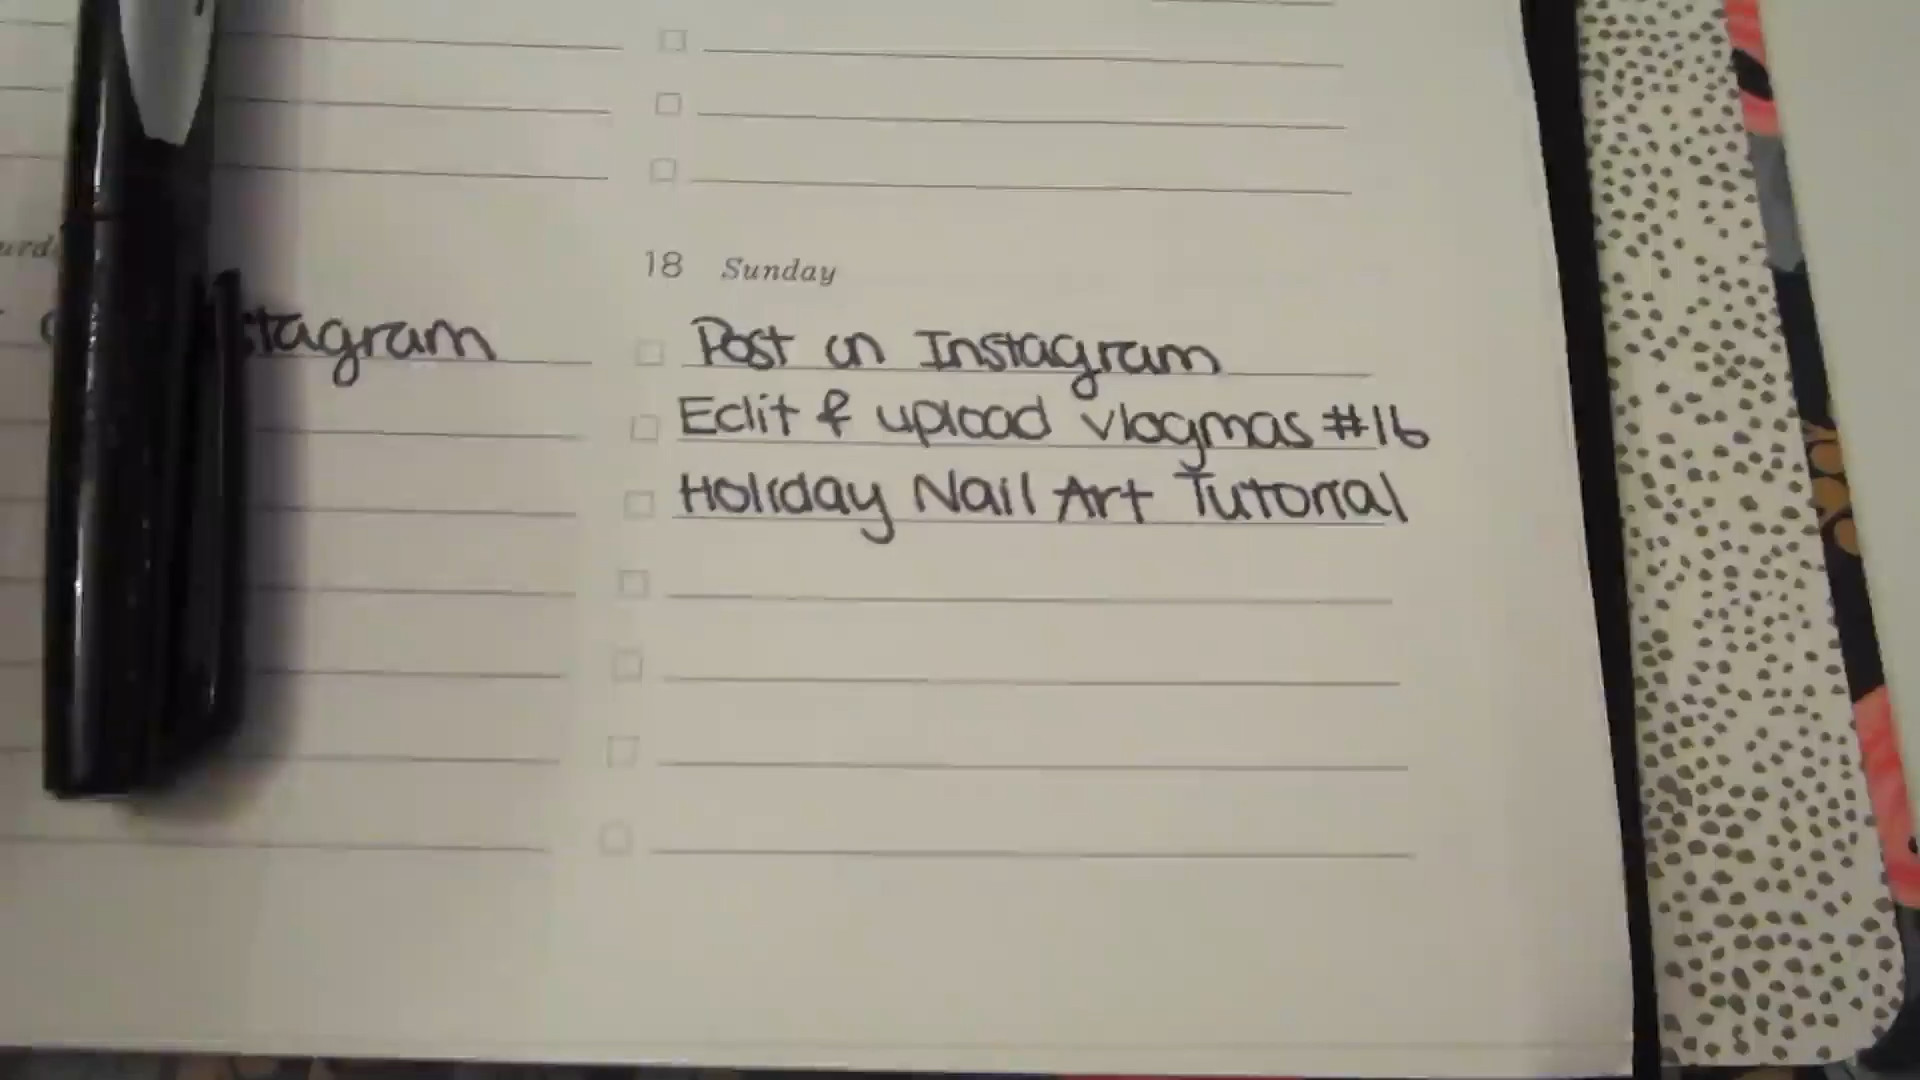 18 Sunday
stagram
Post on Instagram
Edit & upload vlogmas #16
Holiday Nail Art Tutorial